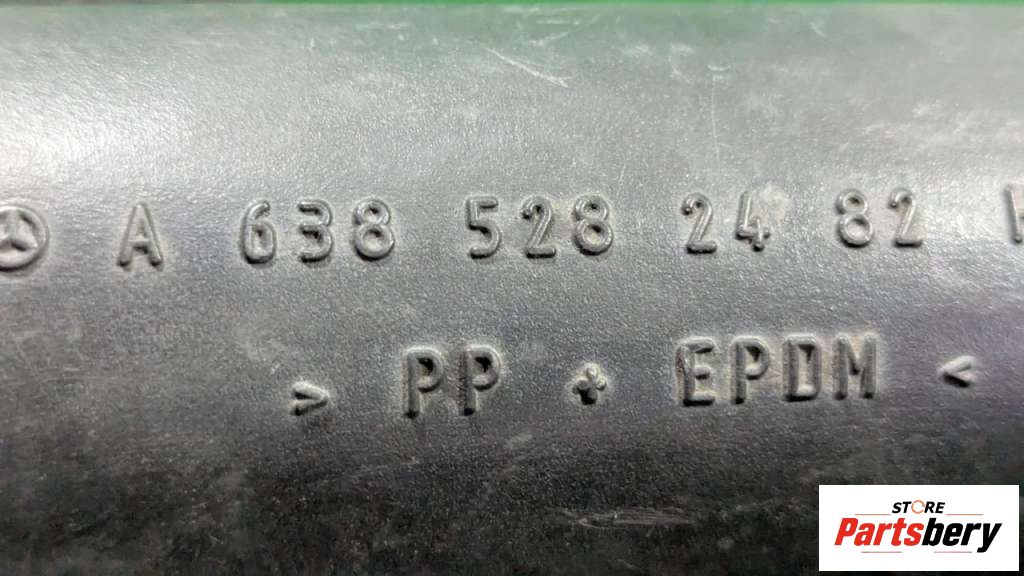 A 638 528 24 82
> PP + EPDM <
STORE
Partsbery